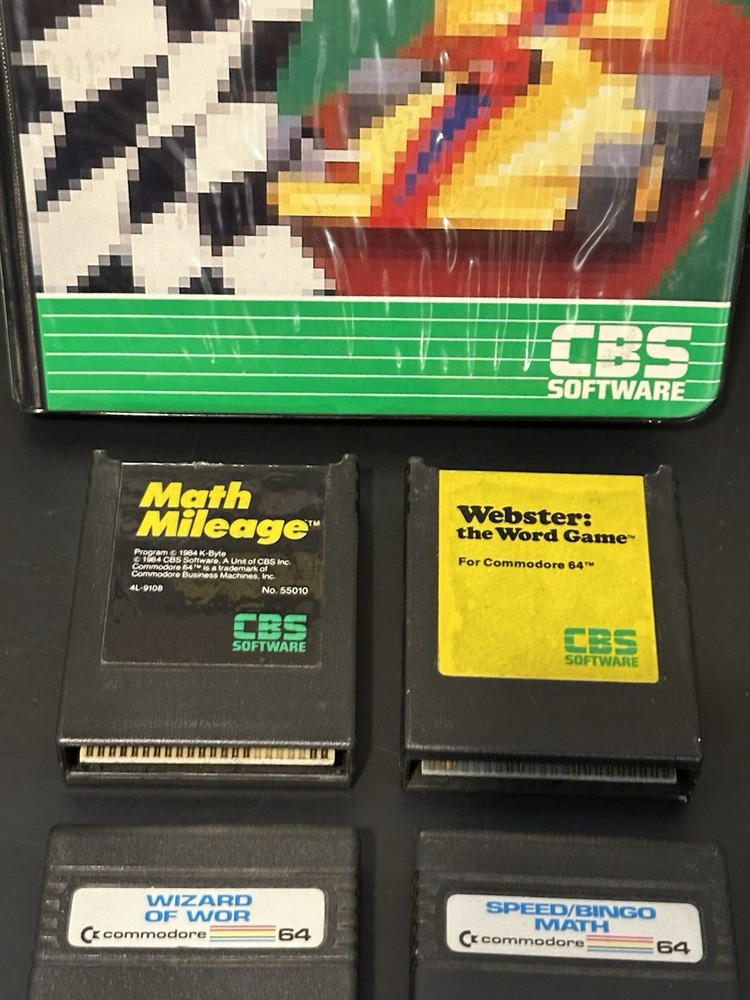 CBS
SOFTWARE
Math
Mileage™
Program © 1984 K-Byte
© 1984 CBS Software, A Unit of CBS Inc.
Commodore 64™ is a trademark of
Commodore Business Machines, Inc.
4L-9108 No. 55010
CBS
SOFTWARE
Webster:
the Word Game™
For Commodore 64™
CBS
SOFTWARE
WIZARD
OF WOR
commodore 64
SPEED/BINGO
MATH
commodore 64